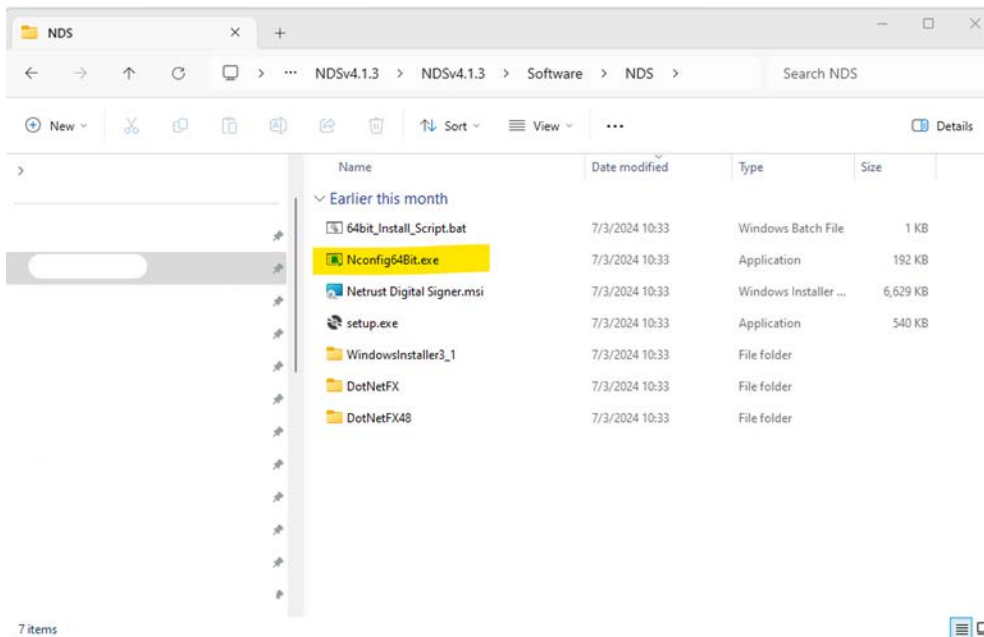 NDS
NDSv4.1.3 > NDSv4.1.3 > Software > NDS > Search NDS
New Sort View ... Details
Name Date modified Type Size
Earlier this month
64bit_Install_Script.bat 7/3/2024 10:33 Windows Batch File 1 KB
Nconfig64Bit.exe 7/3/2024 10:33 Application 192 KB
Netrust Digital Signer.msi 7/3/2024 10:33 Windows Installer ... 6,629 KB
setup.exe 7/3/2024 10:33 Application 540 KB
WindowsInstaller3_1 7/3/2024 10:33 File folder
DotNetFX 7/3/2024 10:33 File folder
DotNetFX48 7/3/2024 10:33 File folder
7 items